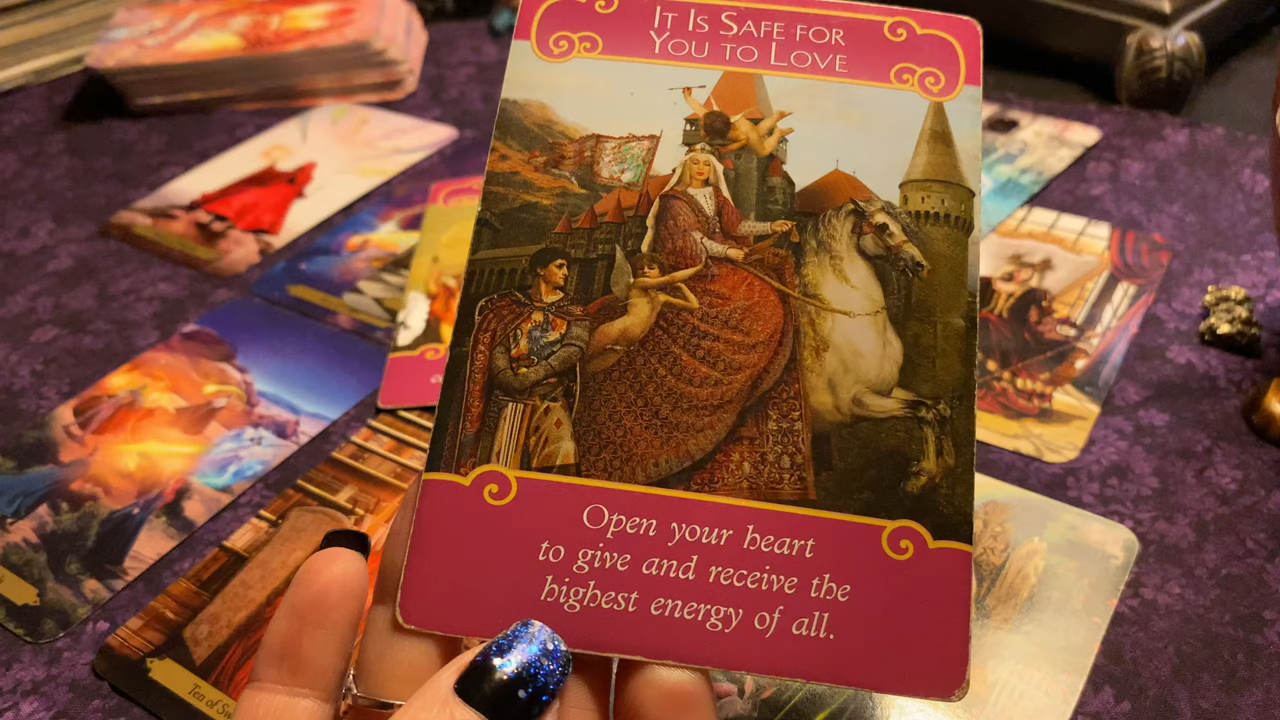 It Is Safe for
You to Love
Open your heart
to give and receive the
highest energy of all.
Ten of